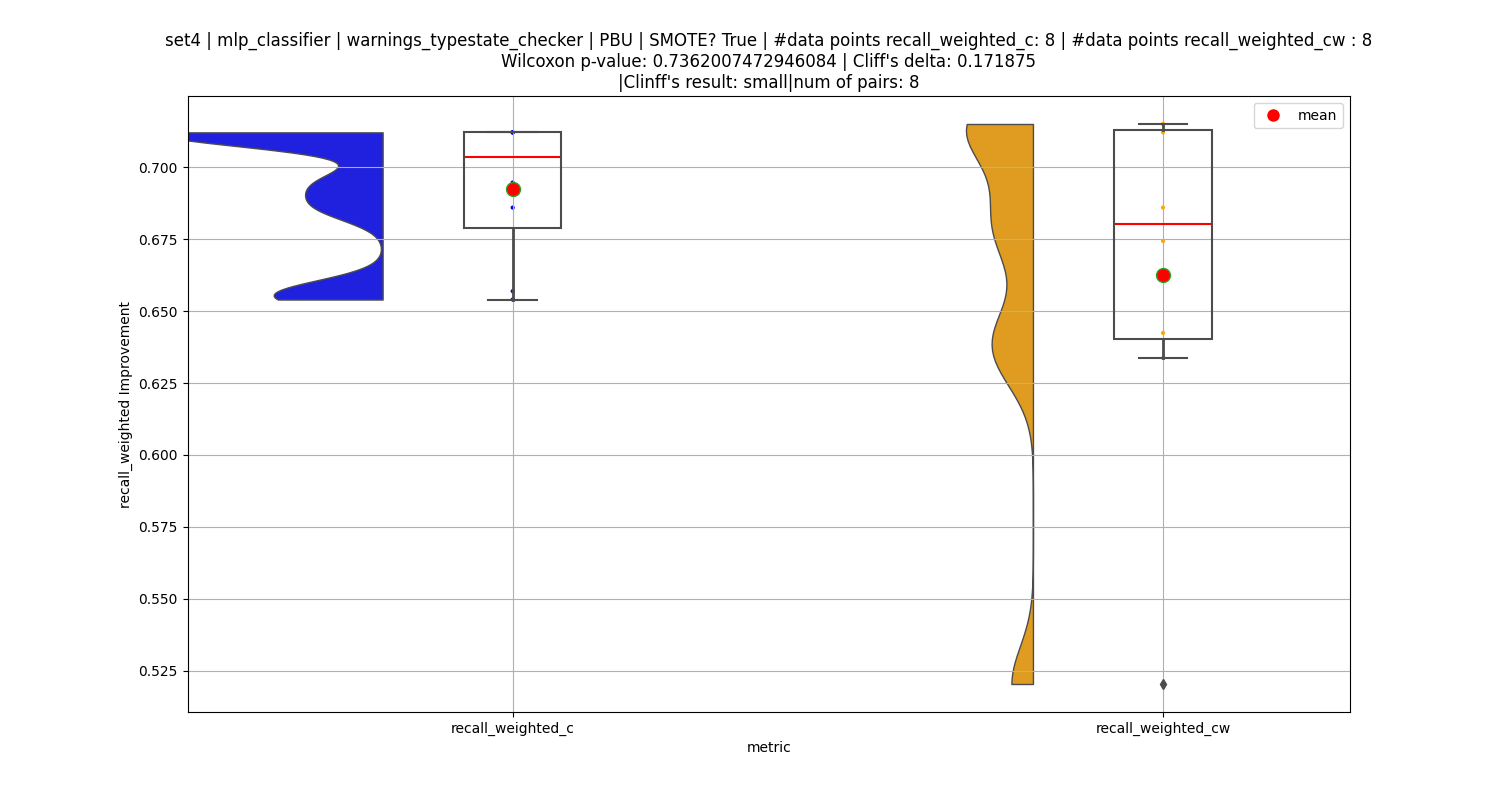 set4 | mlp_classifier | warnings_typestate_checker | PBU | SMOTE? True | #data points recall_weighted_c: 8 | #data points recall_weighted_cw : 8
Wilcoxon p-value: 0.7362007472946084 | Cliff's delta: 0.171875
|Clinff's result: small|num of pairs: 8
mean
0.700
0.675
0.650
0.625
0.600
0.575
0.550
0.525
recall_weighted Improvement
recall_weighted_c
recall_weighted_cw
metric